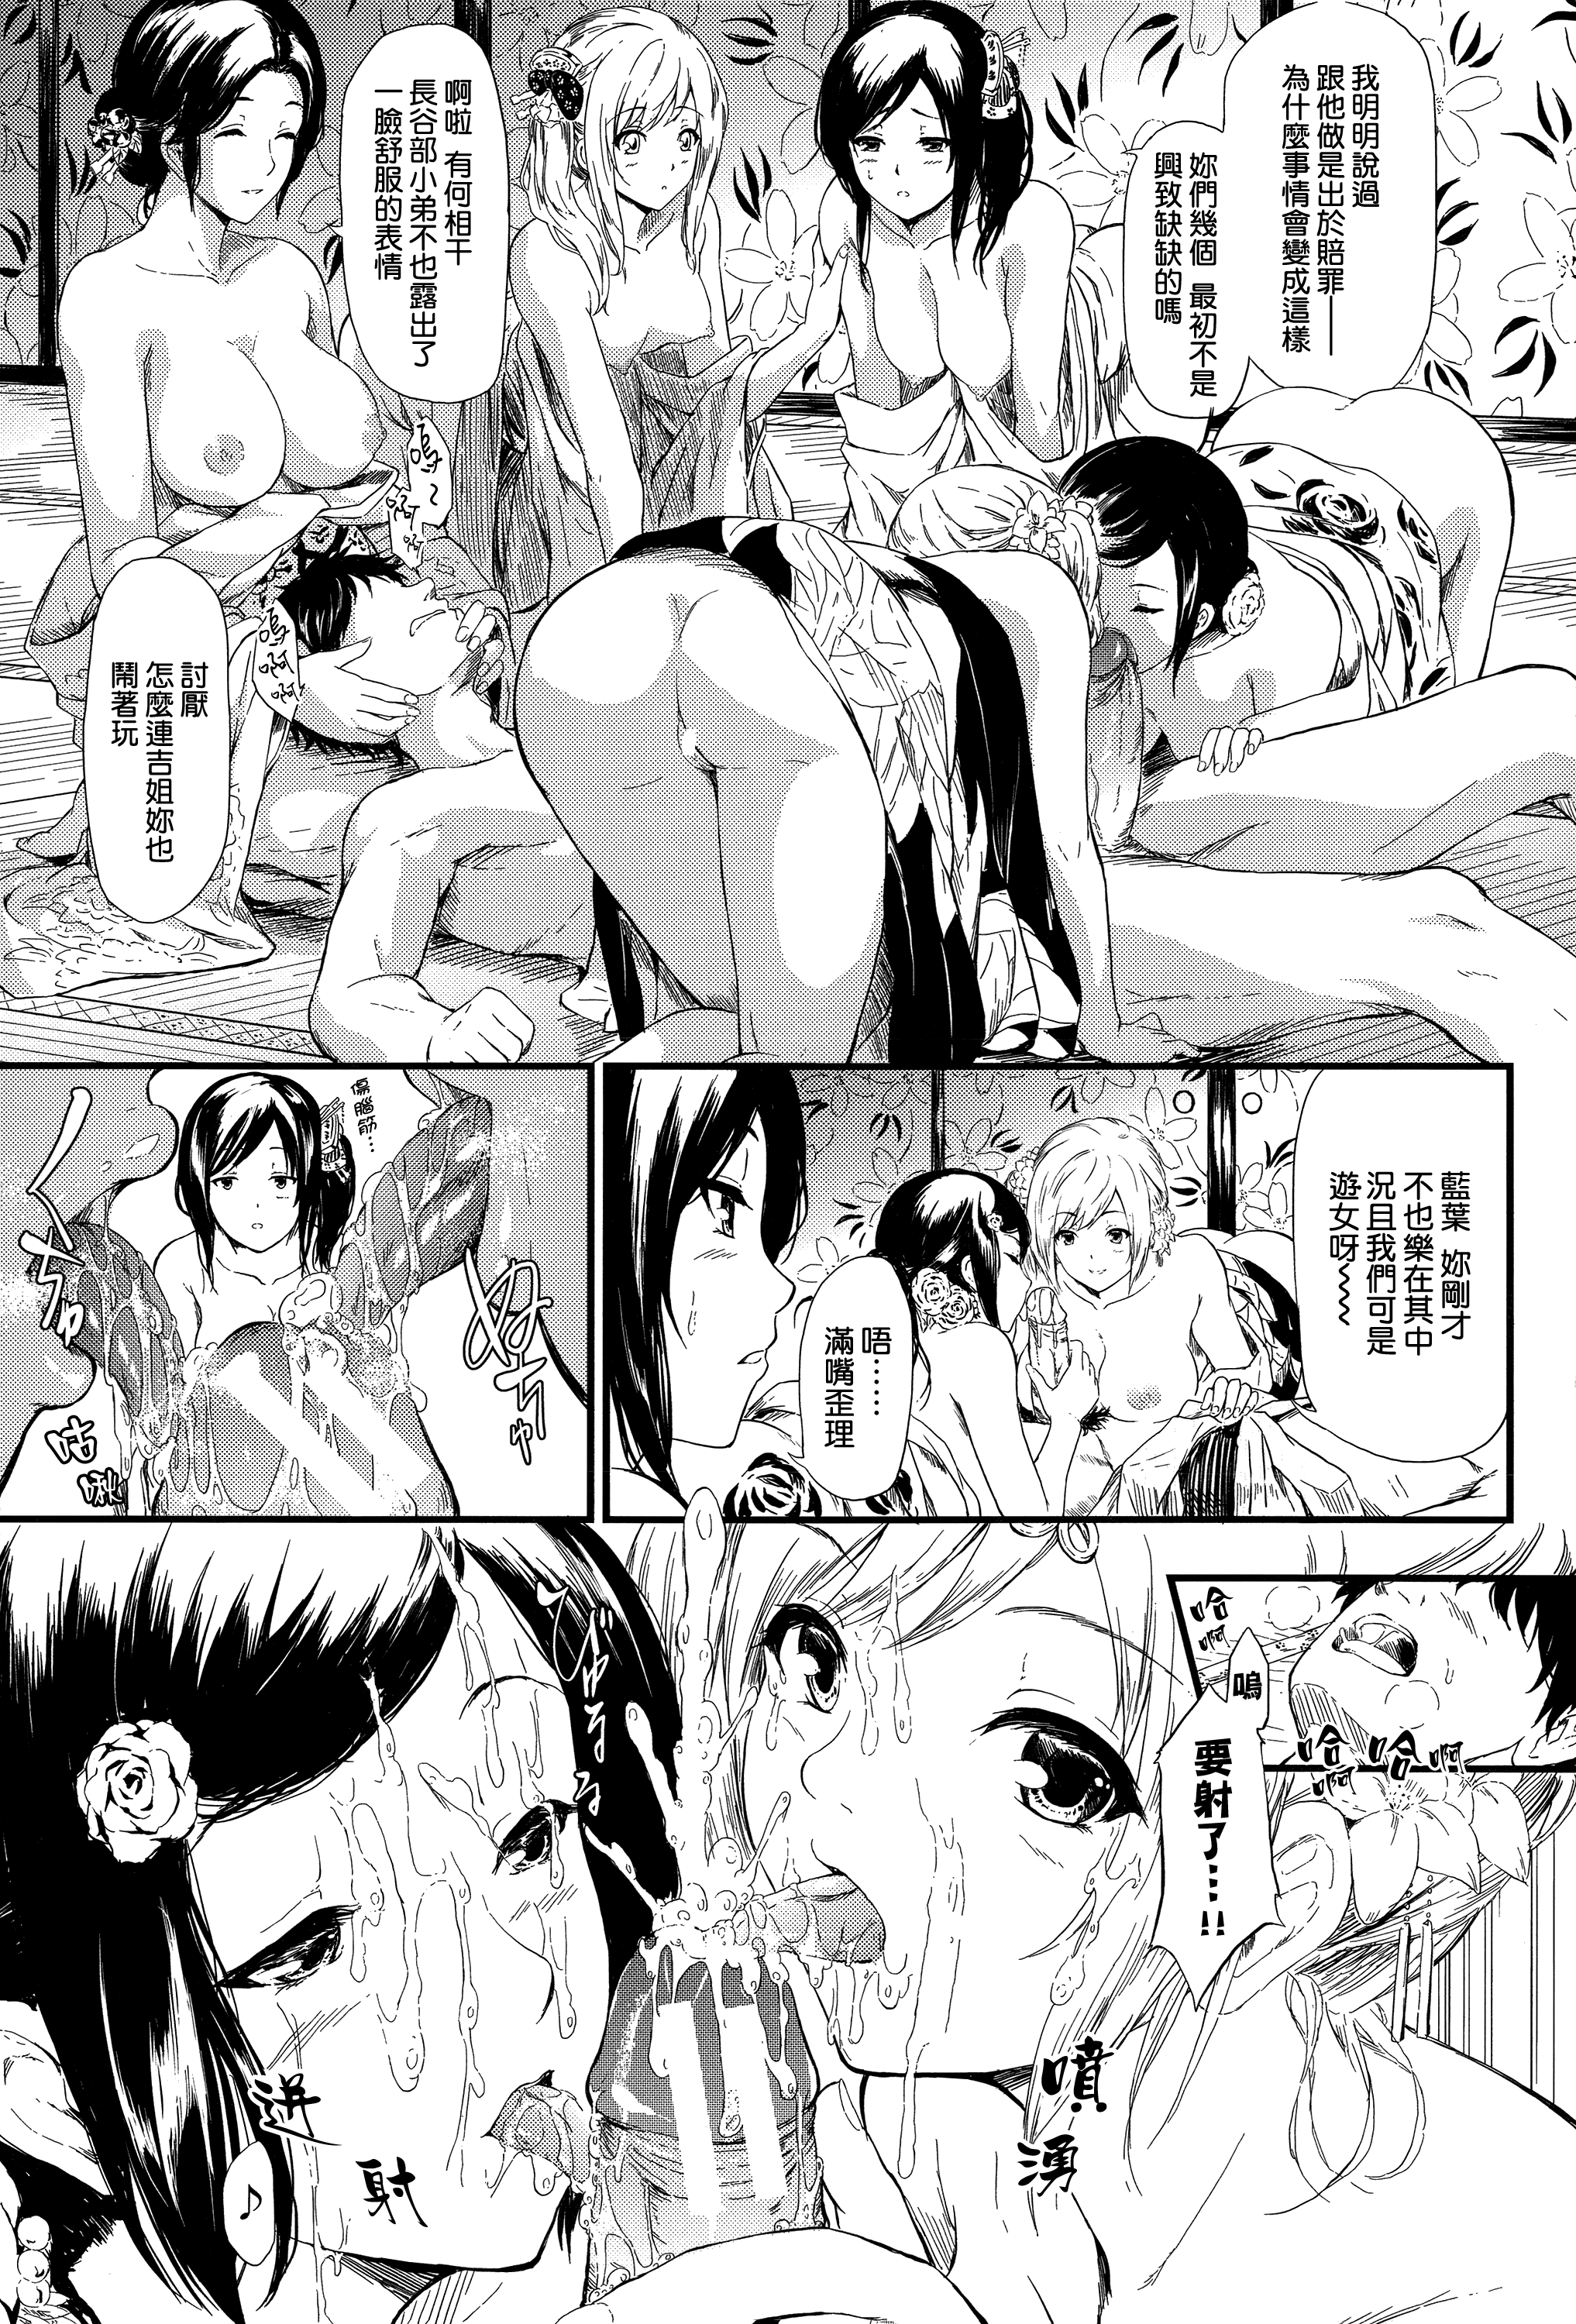 我明明說過
跟他做是出於賠罪——
為什麼事情會變成這樣
妳們幾個 最初不是
興致缺缺的嗎
啊啦 有何相干
長谷部小弟不也露出了
一臉舒服的表情
嗚～
啊
啊
嗚
啊
啊
討厭
怎麼連吉姐妳也
鬧著玩
藍葉 妳剛才
不也樂在其中
況且我們可是
遊女呀～～～
唔……
滿嘴歪理
傷腦筋…
ぬちゅ
くちゅ
咕
啾
哈
啊
哈
啊
哈
啊
嗚
要射了…!!
びゅるる
噴
湧
迸
射
♪